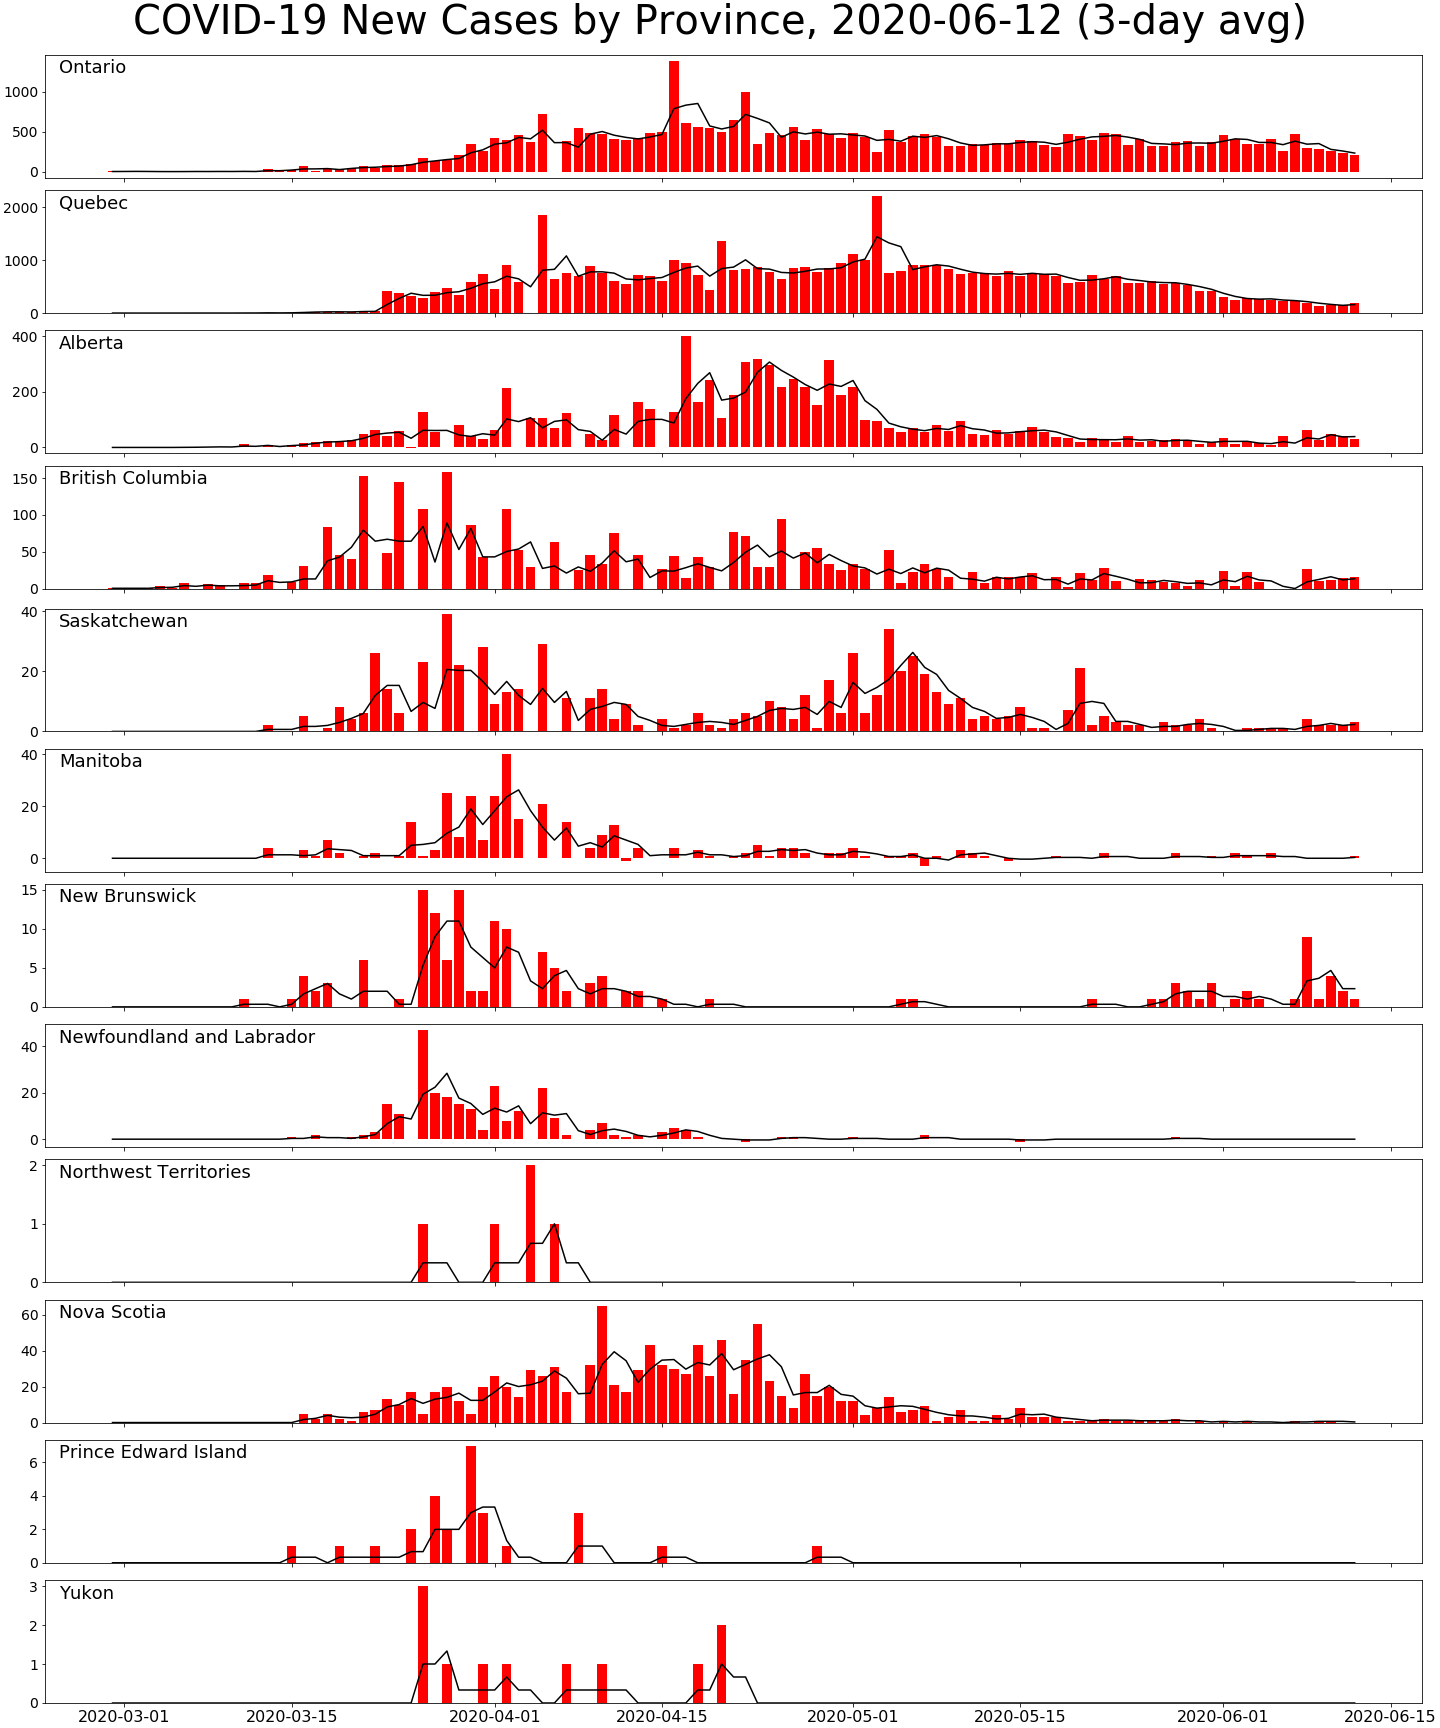 COVID-19 New Cases by Province, 2020-06-12 (3-day avg)
Ontario
1000
500
0
Quebec
2000
1000
0
Alberta
400
200
0
British Columbia
150
100
50
0
Saskatchewan
40
20
0
Manitoba
40
20
0
New Brunswick
15
10
5
0
Newfoundland and Labrador
40
20
0
Northwest Territories
2
1
0
Nova Scotia
60
40
20
0
Prince Edward Island
6
4
2
0
Yukon
3
2
1
0
2020-03-01 2020-03-15 2020-04-01 2020-04-15 2020-05-01 2020-05-15 2020-06-01 2020-06-15